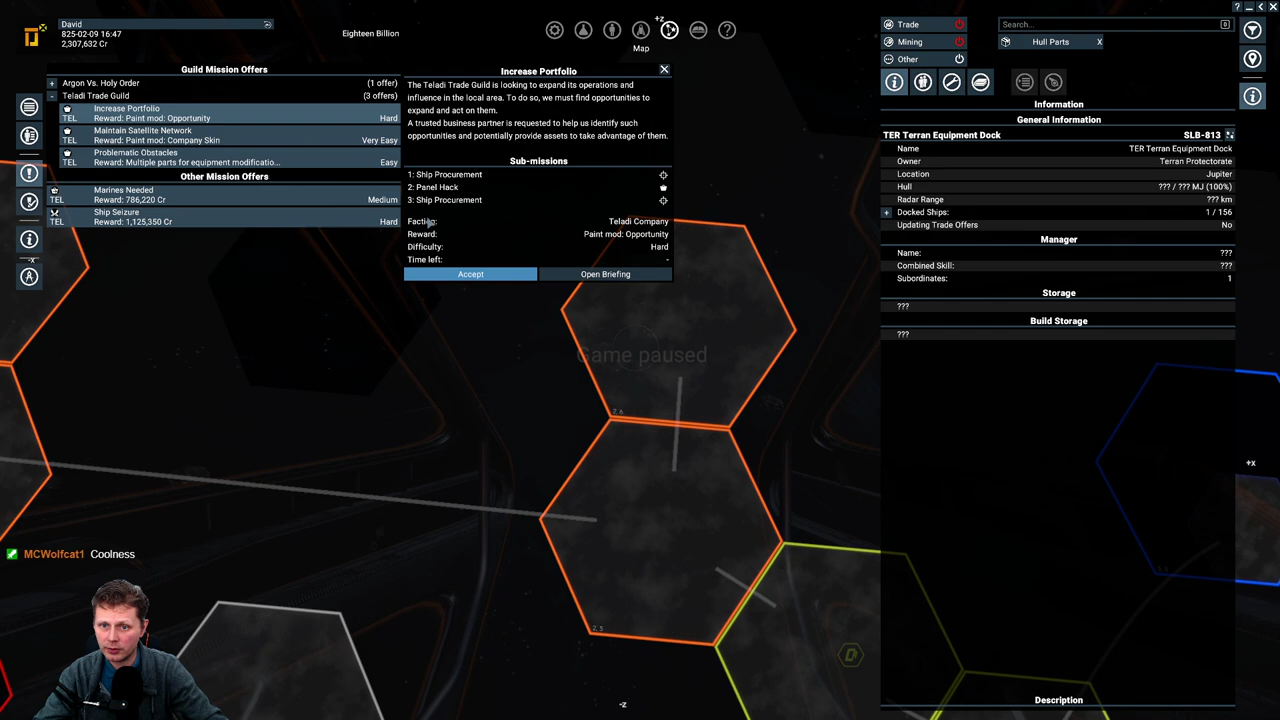 David
825-02-09 16:47
2,307,632 Cr
Eighteen Billion
+z
Map
Guild Mission Offers
+ Argon Vs. Holy Order (1 offer)
- Teladi Trade Guild (3 offers)
Increase Portfolio
TEL Reward: Paint mod: Opportunity Hard
Maintain Satellite Network
TEL Reward: Paint mod: Company Skin Very Easy
Problematic Obstacles
TEL Reward: Multiple parts for equipment modificatio... Easy
Other Mission Offers
Marines Needed
TEL Reward: 786,220 Cr Medium
Ship Seizure
TEL Reward: 1,125,350 Cr Hard
Increase Portfolio
The Teladi Trade Guild is looking to expand its operations and
influence in the local area. To do so, we must find opportunities to
expand and act on them.
A trusted business partner is requested to help us identify such
opportunities and potentially provide assets to take advantage of them.
Sub-missions
1: Ship Procurement
2: Panel Hack
3: Ship Procurement
Faction: Teladi Company
Reward: Paint mod: Opportunity
Difficulty: Hard
Time left: -
Accept Open Briefing
Trade
Mining
Other
Search...
Hull Parts X
Information
General Information
TER Terran Equipment Dock SLB-813
Name TER Terran Equipment Dock
Owner Terran Protectorate
Location Jupiter
Hull ??? / ??? MJ (100%)
Radar Range ??? km
+ Docked Ships: 1 / 156
Updating Trade Offers No
Manager
Name: ???
Combined Skill: ???
Subordinates: 1
Storage
???
Build Storage
???
Description
Game paused
-x
+x
-z
MCWolfcat1 Coolness